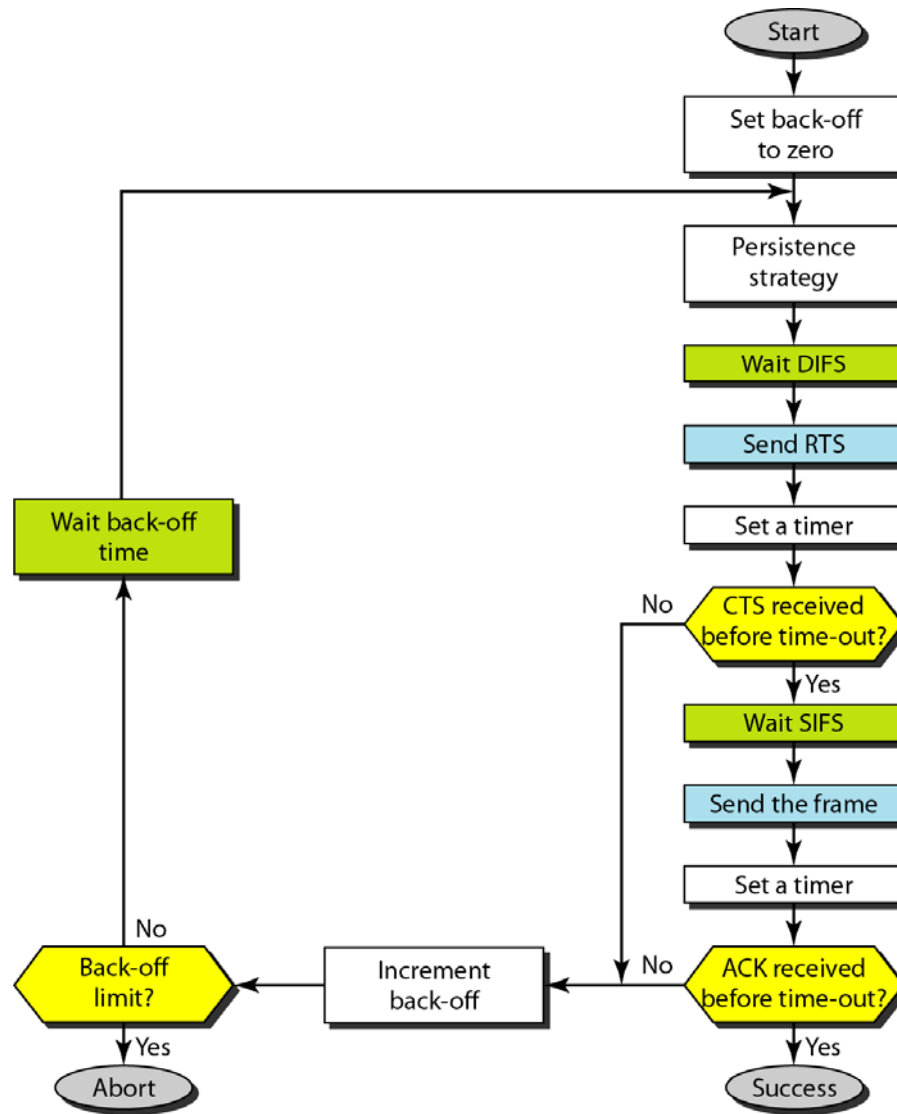 Start
Set back-off
to zero
Persistence
strategy
Wait DIFS
Send RTS
Set a timer
Wait back-off
time
No
CTS received
before time-out?
Yes
Wait SIFS
Send the frame
Set a timer
No
Back-off
limit?
Increment
back-off
No
ACK received
before time-out?
Yes
Abort
Yes
Success